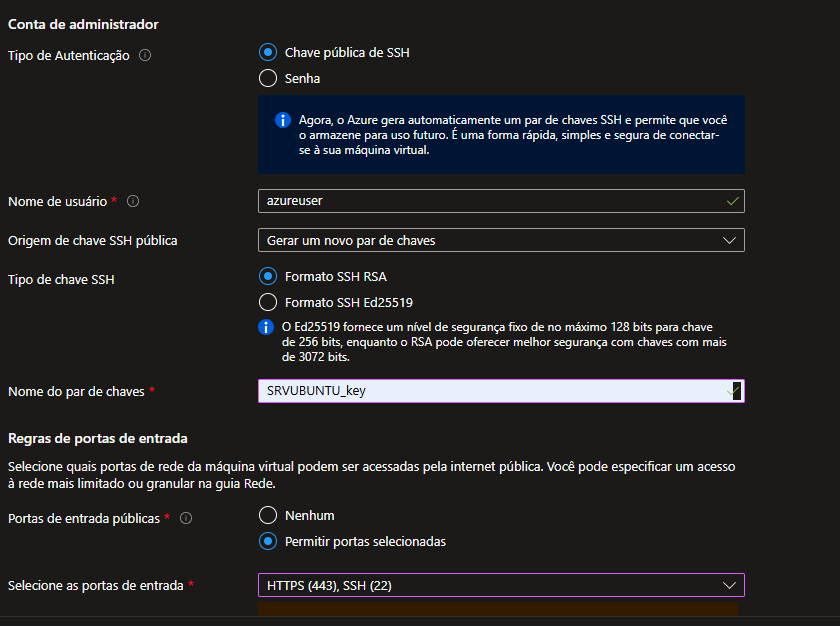 Conta de administrador
Tipo de Autenticação
Chave pública de SSH
Senha
Agora, o Azure gera automaticamente um par de chaves SSH e permite que você
o armazene para uso futuro. É uma forma rápida, simples e segura de conectar-
se à sua máquina virtual.
Nome de usuário *
azureuser
Origem de chave SSH pública
Gerar um novo par de chaves
Tipo de chave SSH
Formato SSH RSA
Formato SSH Ed25519
O Ed25519 fornece um nível de segurança fixo de no máximo 128 bits para chave
de 256 bits, enquanto o RSA pode oferecer melhor segurança com chaves com mais
de 3072 bits.
Nome do par de chaves *
SRVUBUNTU_key
Regras de portas de entrada
Selecione quais portas de rede da máquina virtual podem ser acessadas pela internet pública. Você pode especificar um acesso
à rede mais limitado ou granular na guia Rede.
Portas de entrada públicas *
Nenhum
Permitir portas selecionadas
Selecione as portas de entrada *
HTTPS (443), SSH (22)